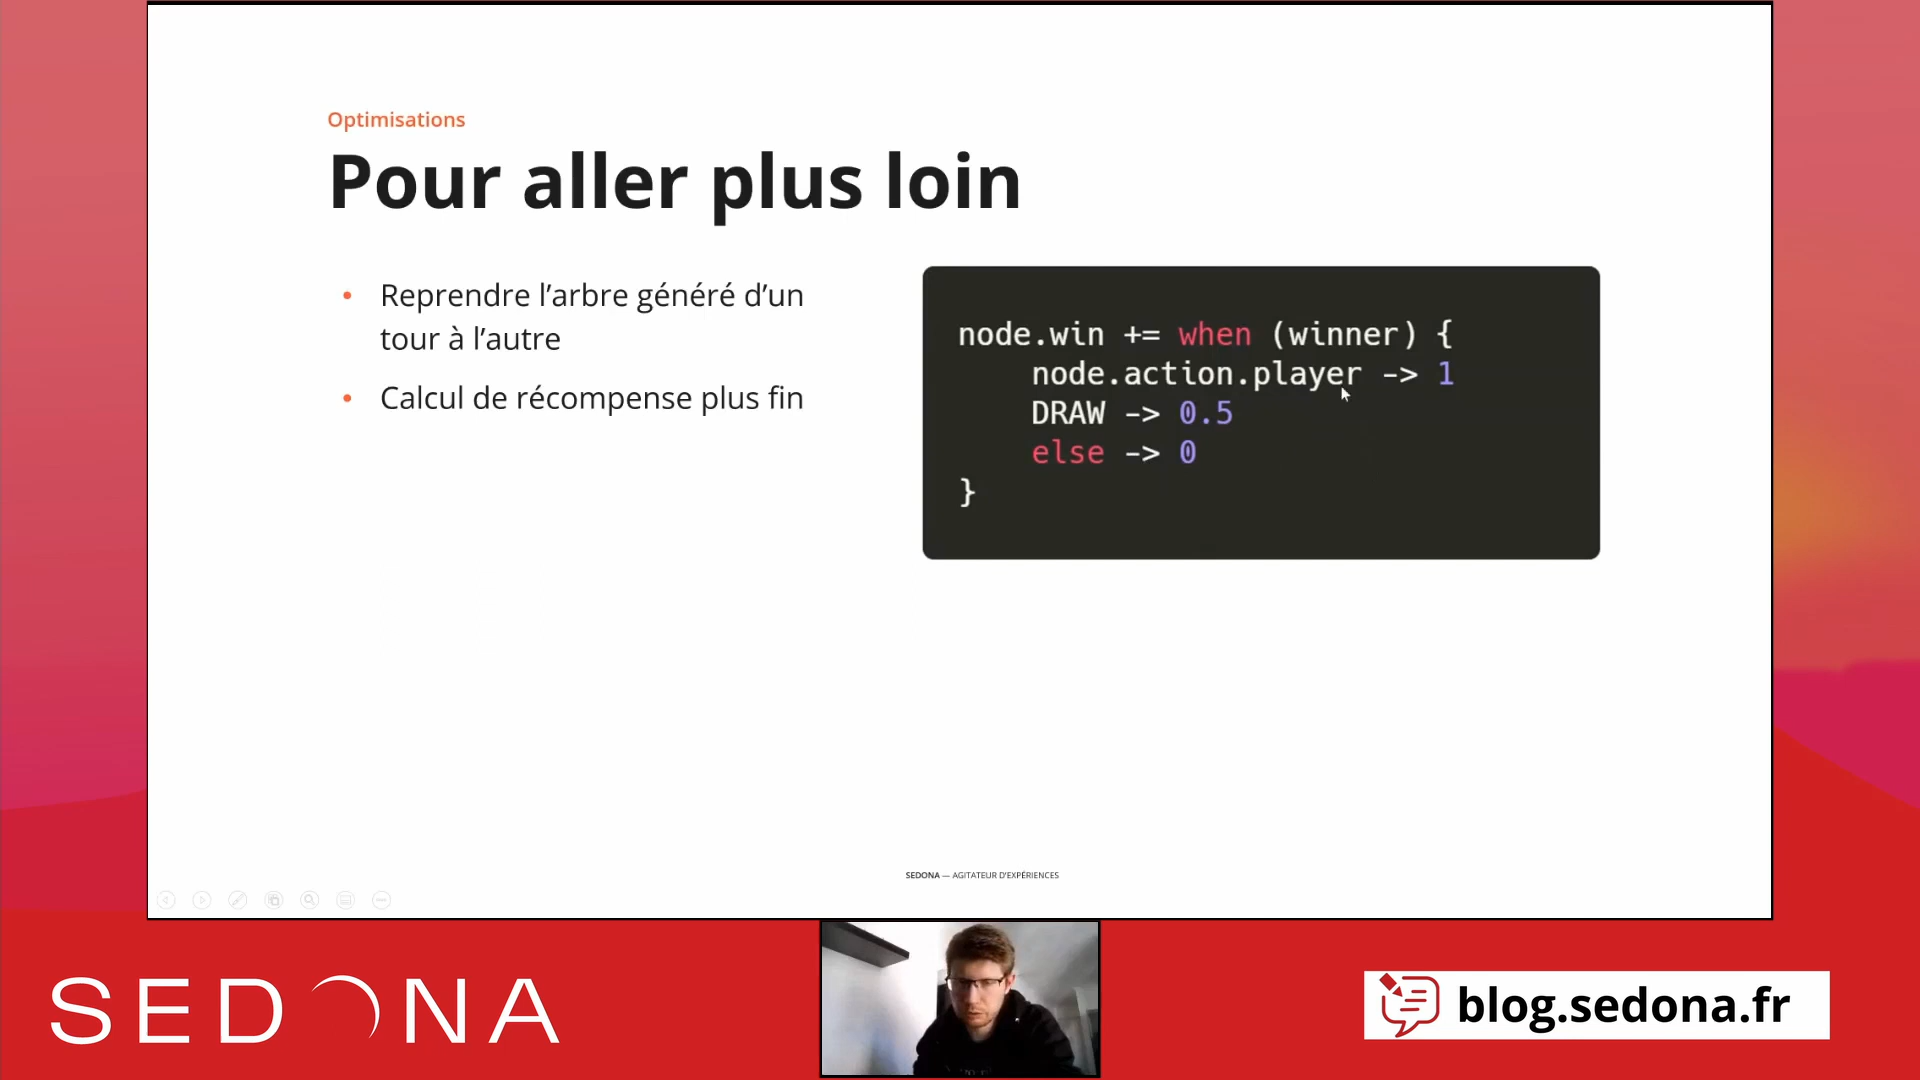 Optimisations
Pour aller plus loin
• Reprendre l’arbre généré d’un
tour à l’autre
• Calcul de récompense plus fin
node.win += when (winner) {
    node.action.player -> 1
    DRAW -> 0.5
    else -> 0
}
SEDONA — AGITATEUR D'EXPÉRIENCES
SEDONA
blog.sedona.fr